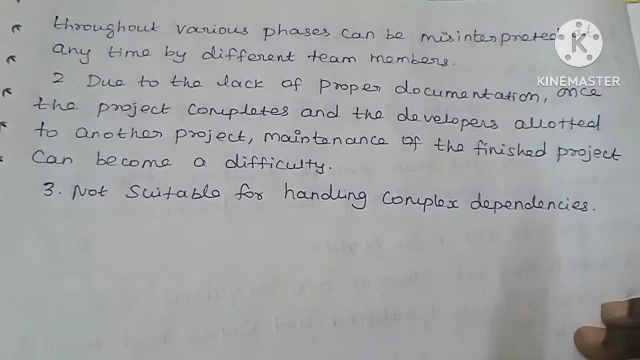 throughout various phases can be misinterpreted at
any time by different team members.
KINEMASTER
2. Due to the lack of proper documentation, once
the project completes and the developers allotted
to another project, maintenance of the finished project
can become a difficulty.
3. Not suitable for handling complex dependencies.